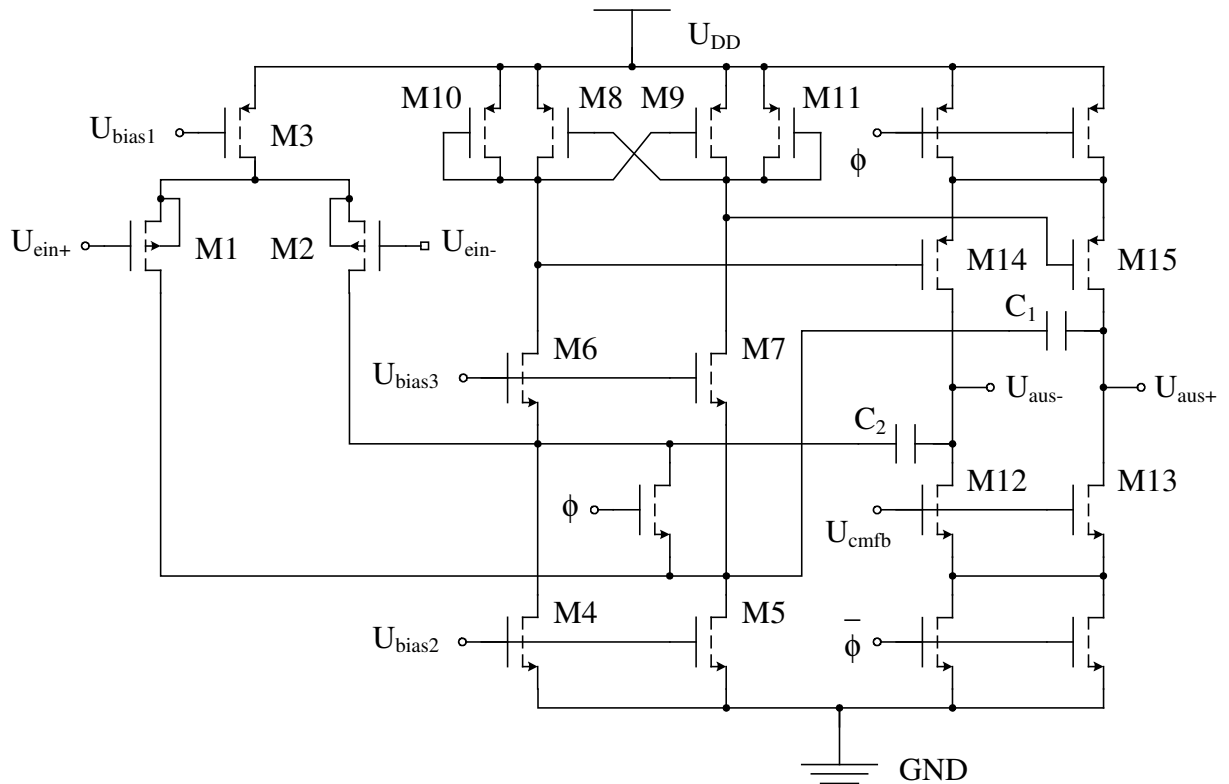 U_DD
M10
M8
M9
M11
U_bias1
M3
ϕ
U_ein+
M1
M2
U_ein-
M14
M15
C_1
M6
M7
U_bias3
U_aus-
U_aus+
C_2
M12
M13
ϕ
U_cmfb
M4
M5
U_bias2
ϕ̅
GND